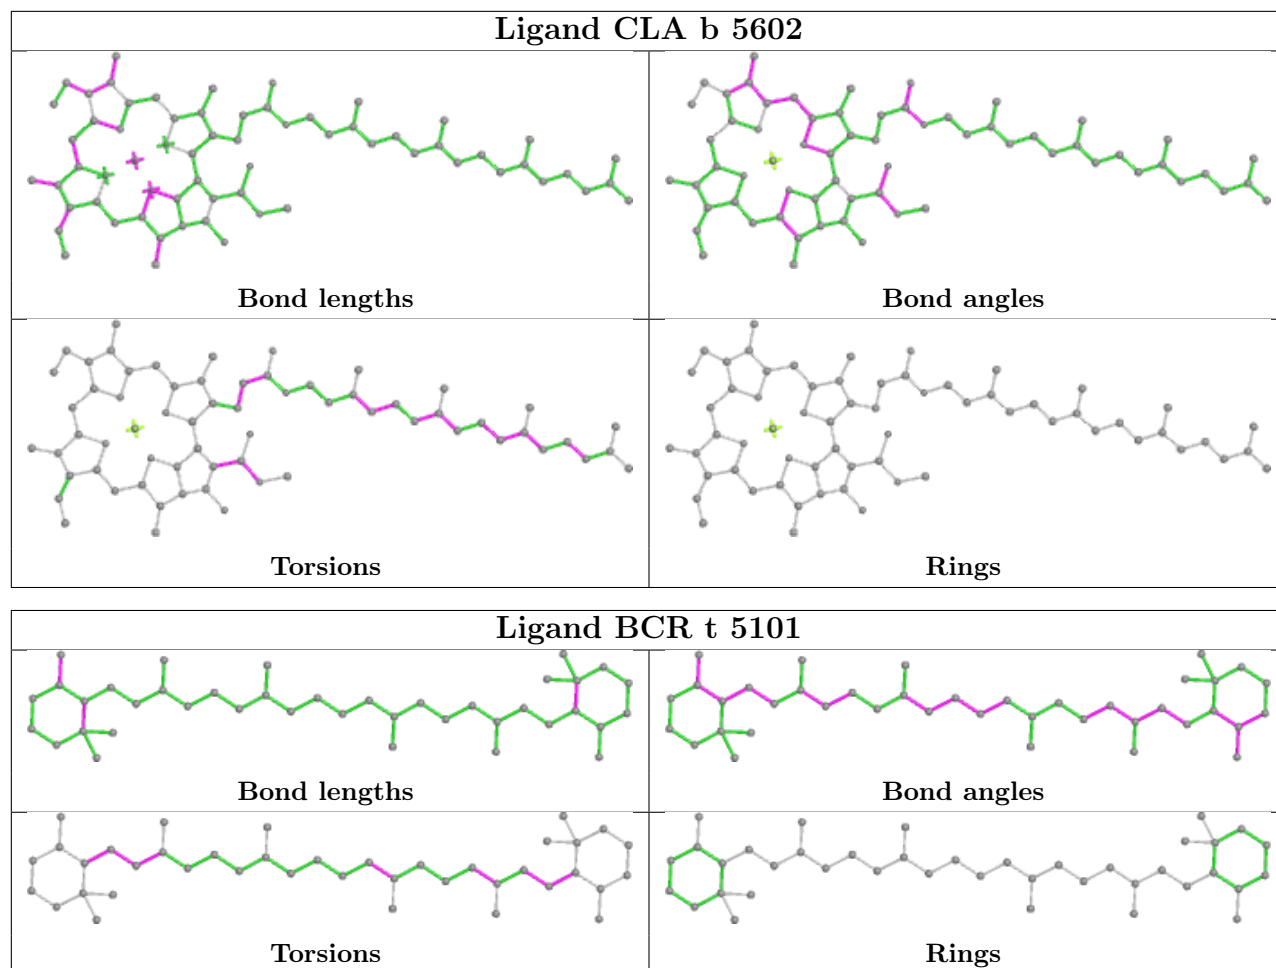 Ligand CLA b 5602
Bond lengths
Bond angles
Torsions
Rings
Ligand BCR t 5101
Bond lengths
Bond angles
Torsions
Rings